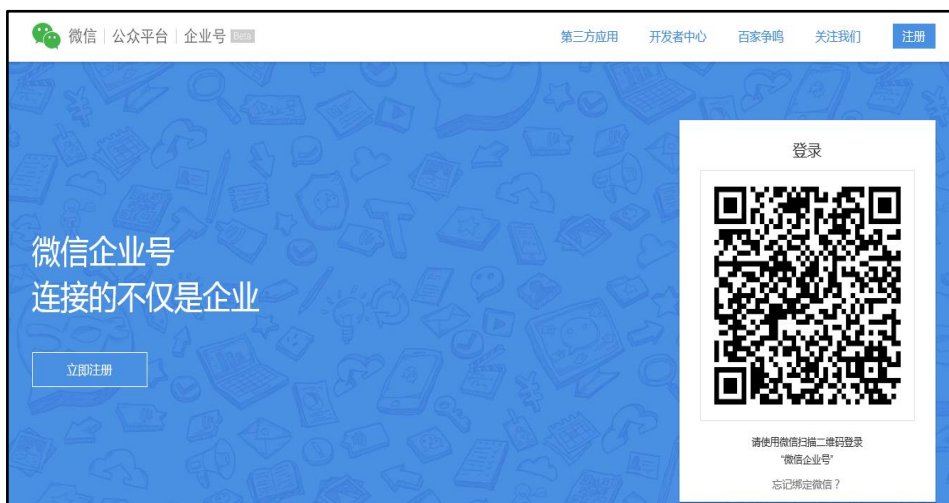 微信 | 公众平台 | 企业号 Beta
第三方应用 开发者中心 百家争鸣 关注我们 注册
登录
微信企业号
连接的不仅是企业
立即注册
请使用微信扫描二维码登录
“微信企业号”
忘记绑定微信？